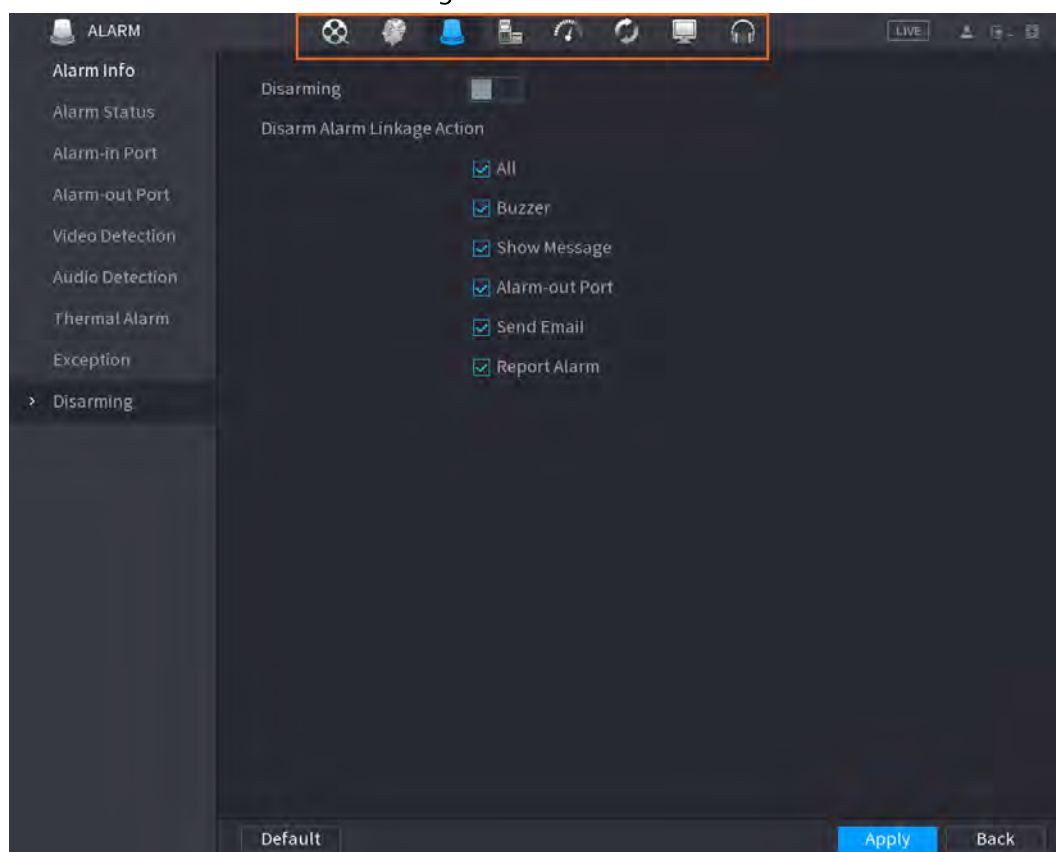 ALARM
LIVE
Alarm Info
Alarm Status
Alarm-in Port
Alarm-out Port
Video Detection
Audio Detection
Thermal Alarm
Exception
Disarming
Disarming
Disarm Alarm Linkage Action
All
Buzzer
Show Message
Alarm-out Port
Send Email
Report Alarm
Default
Apply
Back